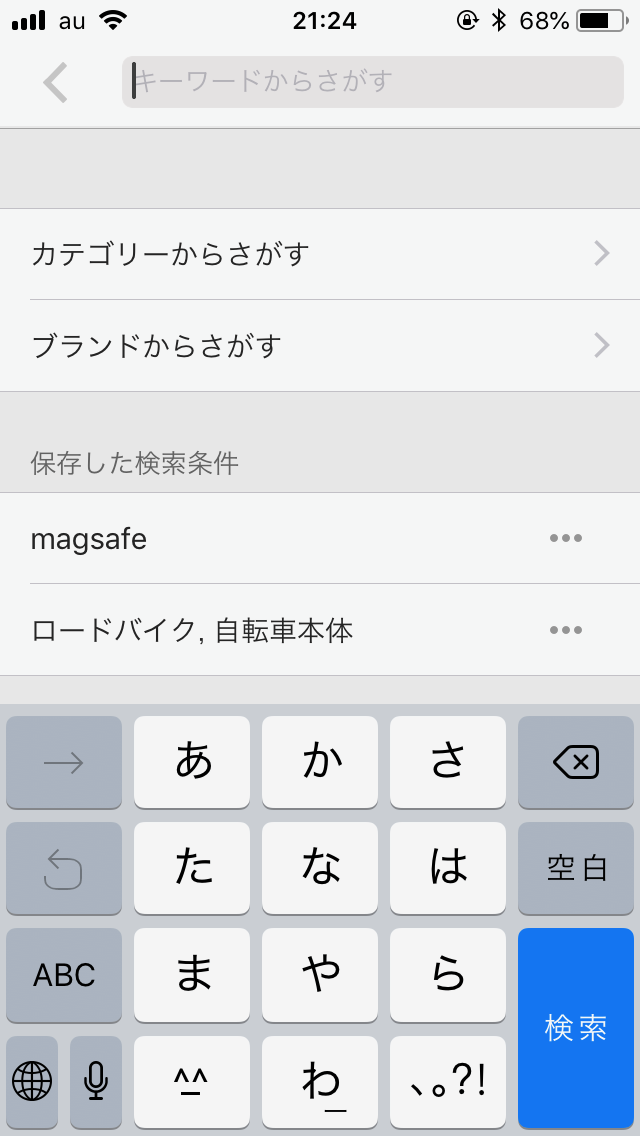 au 21:24 68%
キーワードからさがす
カテゴリーからさがす
ブランドからさがす
保存した検索条件
magsafe
ロードバイク, 自転車本体
→ あ か さ
た な は 空白
ABC ま や ら 検索
^^ わ_ 、。?!